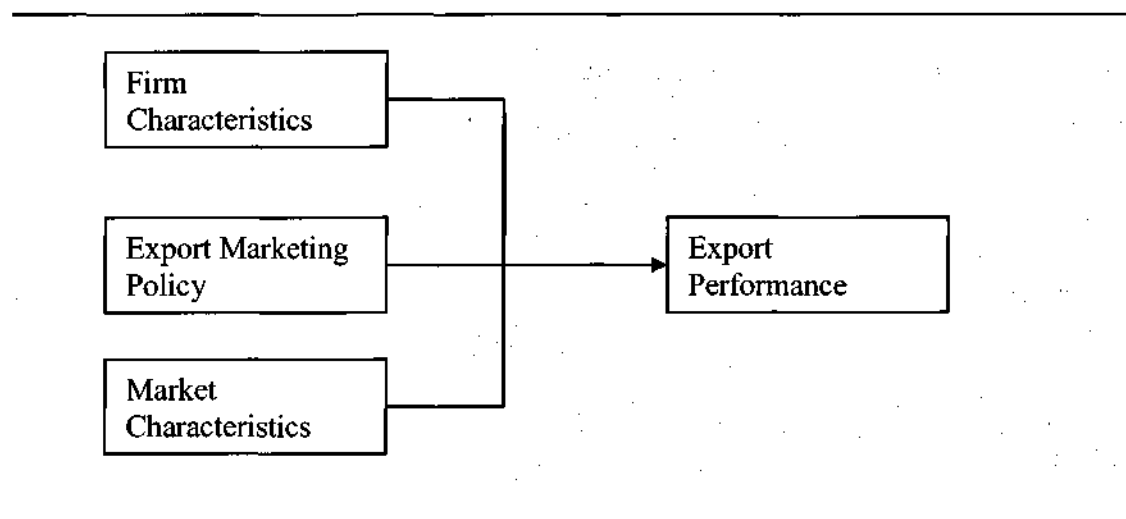 Firm
Characteristics
Export Marketing
Policy
Export
Performance
Market
Characteristics